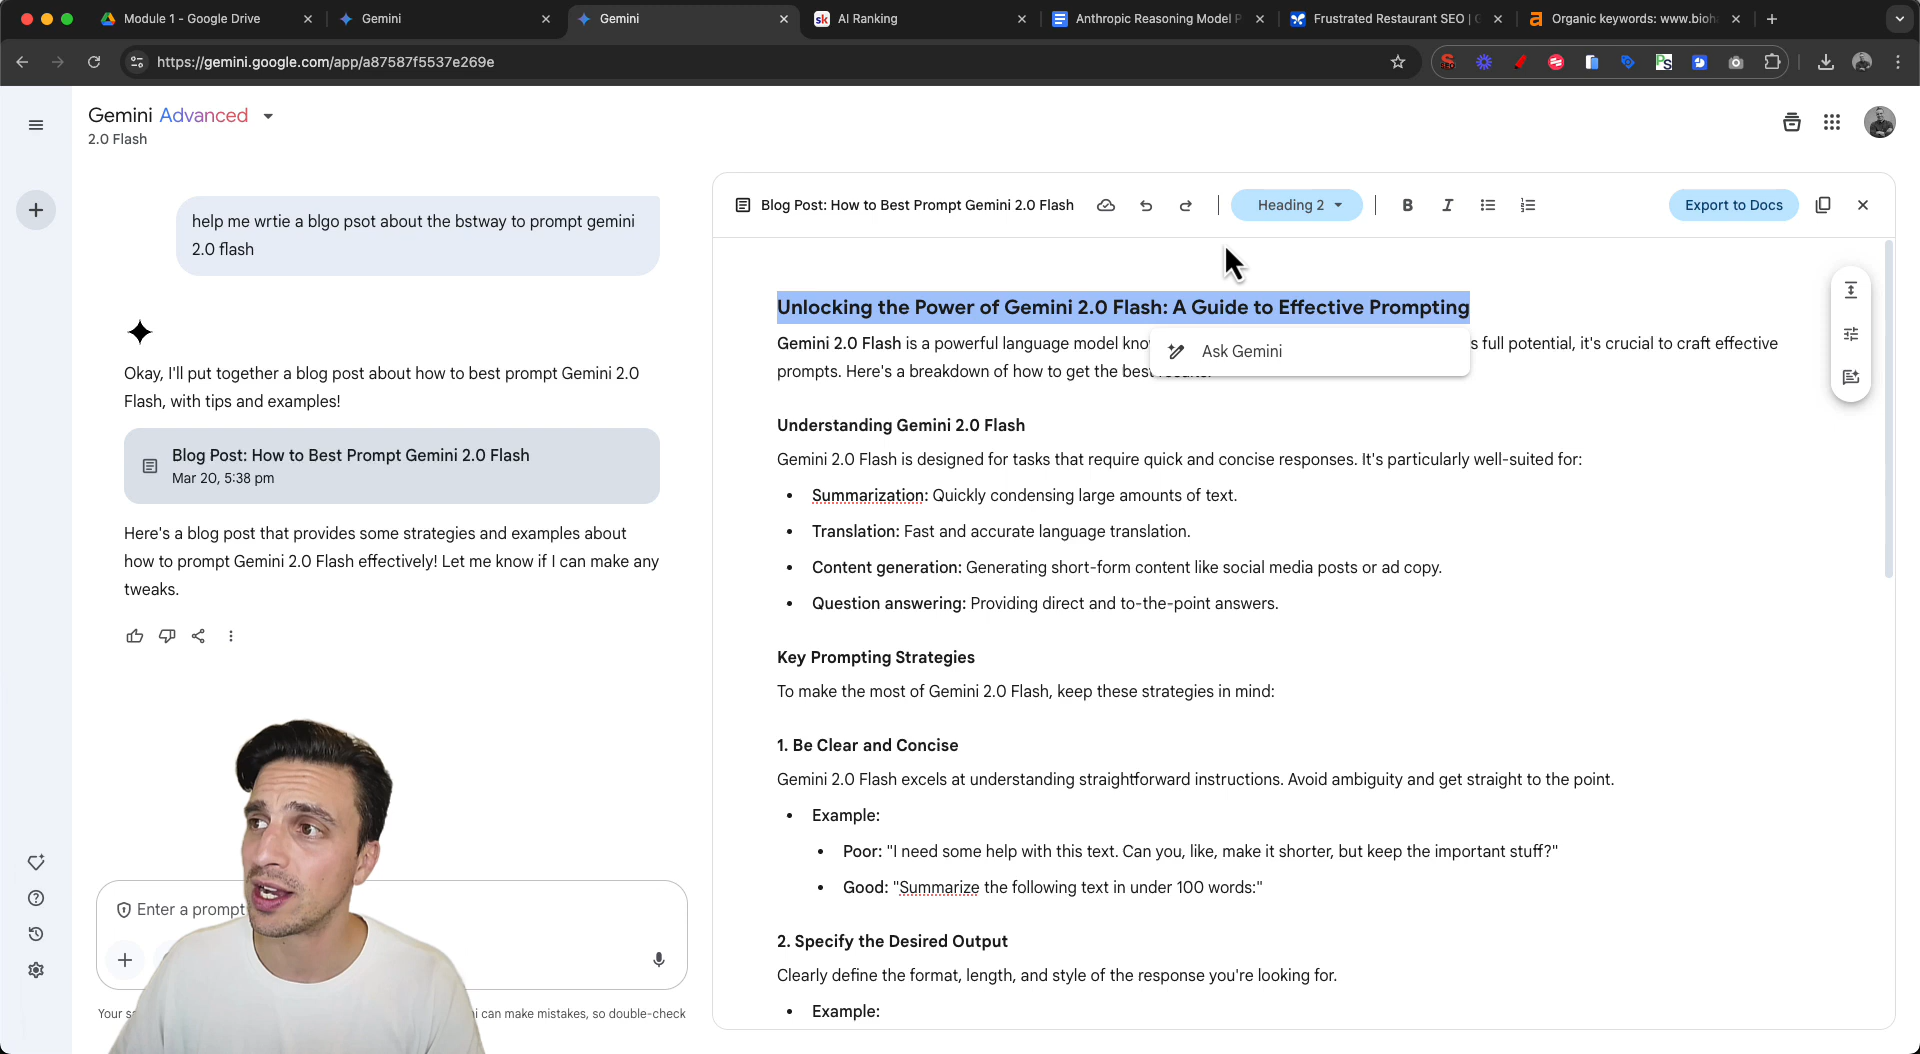 Module 1 - Google Drive
Gemini
Gemini
sk AI Ranking
Anthropic Reasoning Model P
Frustrated Restaurant SEO | G
Organic keywords: www.bioh
https://gemini.google.com/app/a87587f5537e269e
Gemini Advanced
2.0 Flash
help me wrtie a blgo psot about the bstway to prompt gemini
2.0 flash
Okay, I'll put together a blog post about how to best prompt Gemini 2.0
Flash, with tips and examples!
Blog Post: How to Best Prompt Gemini 2.0 Flash
Mar 20, 5:38 pm
Here's a blog post that provides some strategies and examples about
how to prompt Gemini 2.0 Flash effectively! Let me know if I can make any
tweaks.
Enter a prompt
Your
can make mistakes, so double-check
Blog Post: How to Best Prompt Gemini 2.0 Flash
Heading 2
B I
Export to Docs
Unlocking the Power of Gemini 2.0 Flash: A Guide to Effective Prompting
Gemini 2.0 Flash is a powerful language model
Ask Gemini
full potential, it's crucial to craft effective
prompts. Here's a breakdown of how to get the best
Understanding Gemini 2.0 Flash
Gemini 2.0 Flash is designed for tasks that require quick and concise responses. It's particularly well-suited for:
• Summarization: Quickly condensing large amounts of text.
• Translation: Fast and accurate language translation.
• Content generation: Generating short-form content like social media posts or ad copy.
• Question answering: Providing direct and to-the-point answers.
Key Prompting Strategies
To make the most of Gemini 2.0 Flash, keep these strategies in mind:
1. Be Clear and Concise
Gemini 2.0 Flash excels at understanding straightforward instructions. Avoid ambiguity and get straight to the point.
• Example:
• Poor: "I need some help with this text. Can you, like, make it shorter, but keep the important stuff?"
• Good: "Summarize the following text in under 100 words:"
2. Specify the Desired Output
Clearly define the format, length, and style of the response you're looking for.
• Example: